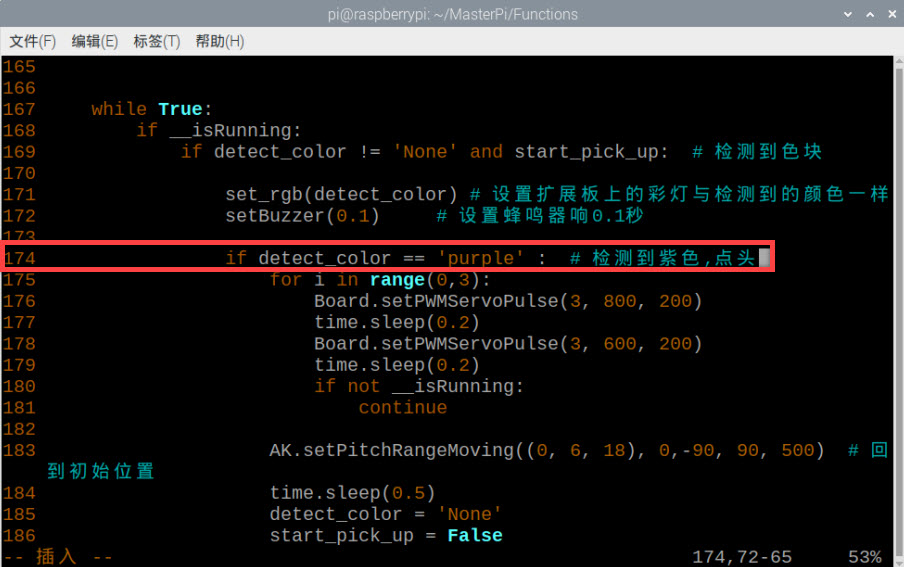 pi@raspberrypi: ~/MasterPi/Functions
文件(F) 编辑(E) 标签(T) 帮助(H)
165
166
167     while True:
168         if __isRunning:
169             if detect_color != 'None' and start_pick_up:  # 检测到色块
170
171                 set_rgb(detect_color) # 设置扩展板上的彩灯与检测到的颜色一样
172                 setBuzzer(0.1)     # 设置蜂鸣器响0.1秒
173
174                 if detect_color == 'purple' :  # 检测到紫色,点头
175                     for i in range(0,3):
176                         Board.setPWMServoPulse(3, 800, 200)
177                         time.sleep(0.2)
178                         Board.setPWMServoPulse(3, 600, 200)
179                         time.sleep(0.2)
180                         if not __isRunning:
181                             continue
182
183                     AK.setPitchRangeMoving((0, 6, 18), 0,-90, 90, 500)  # 回
到初始位置
184                     time.sleep(0.5)
185                     detect_color = 'None'
186                     start_pick_up = False
-- 插入 -- 174,72-65 53%